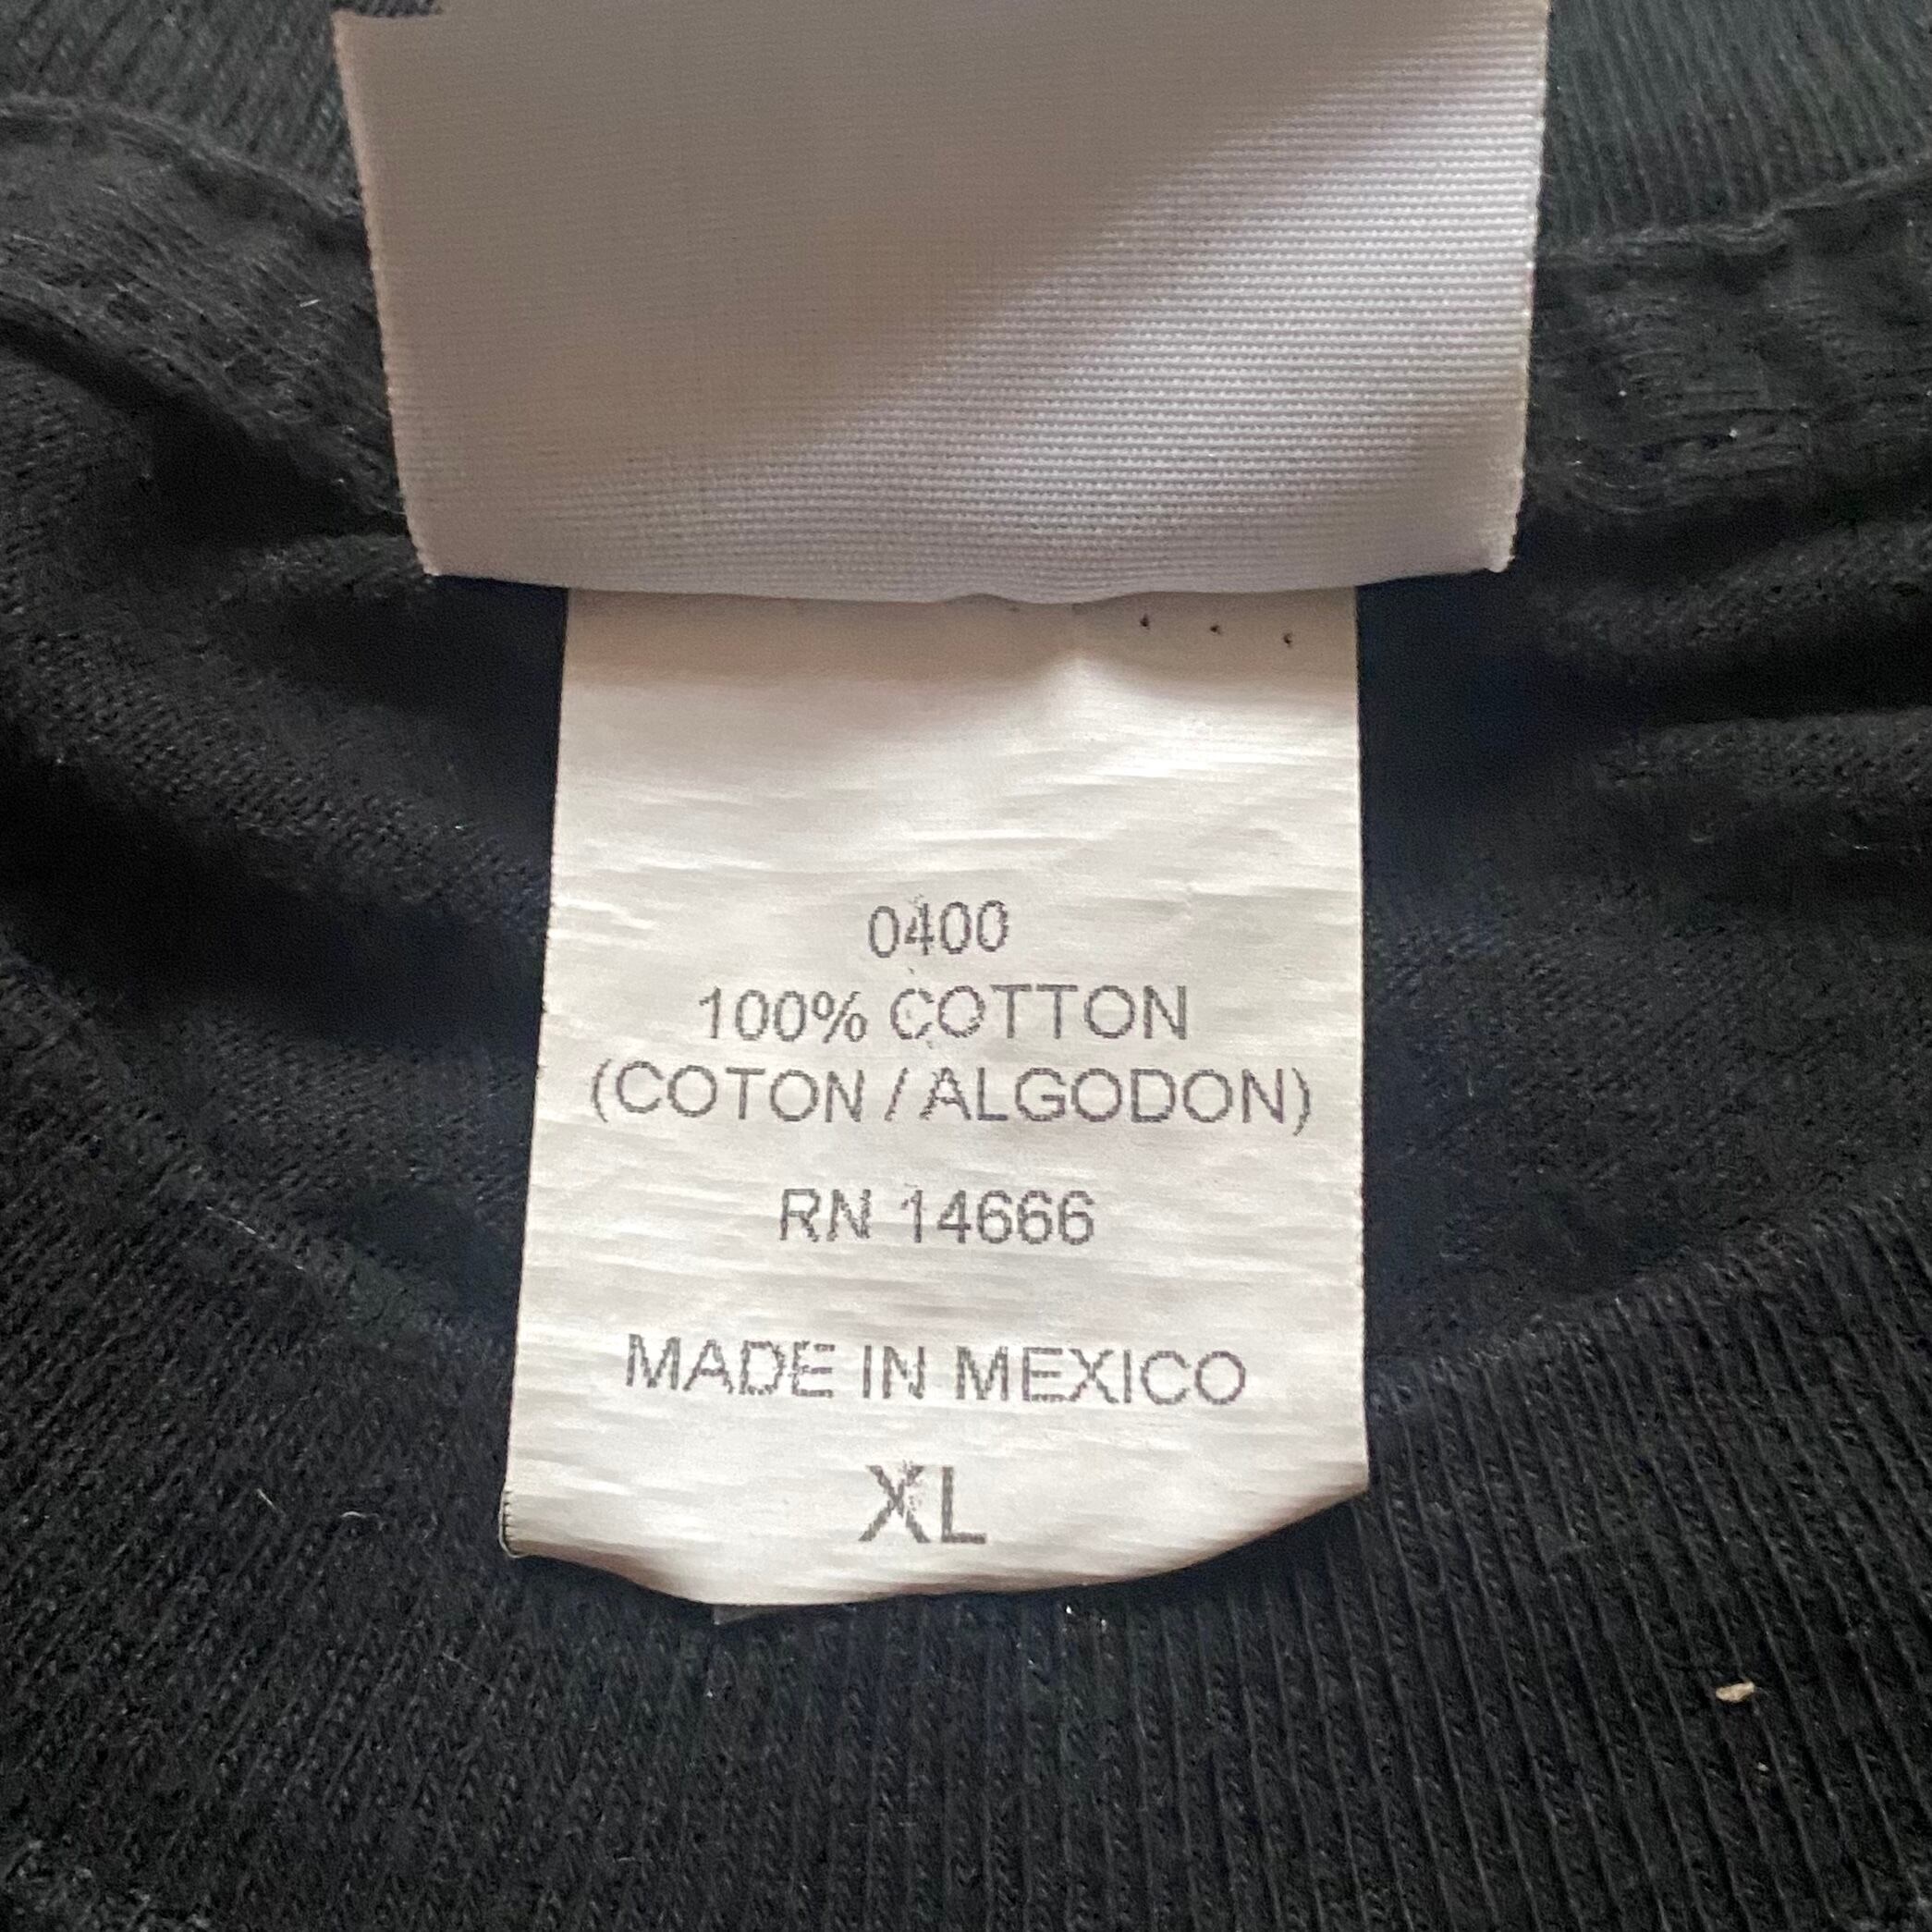 0400
100% COTTON
(COTON / ALGODON)
RN 14666
MADE IN MEXICO
XL